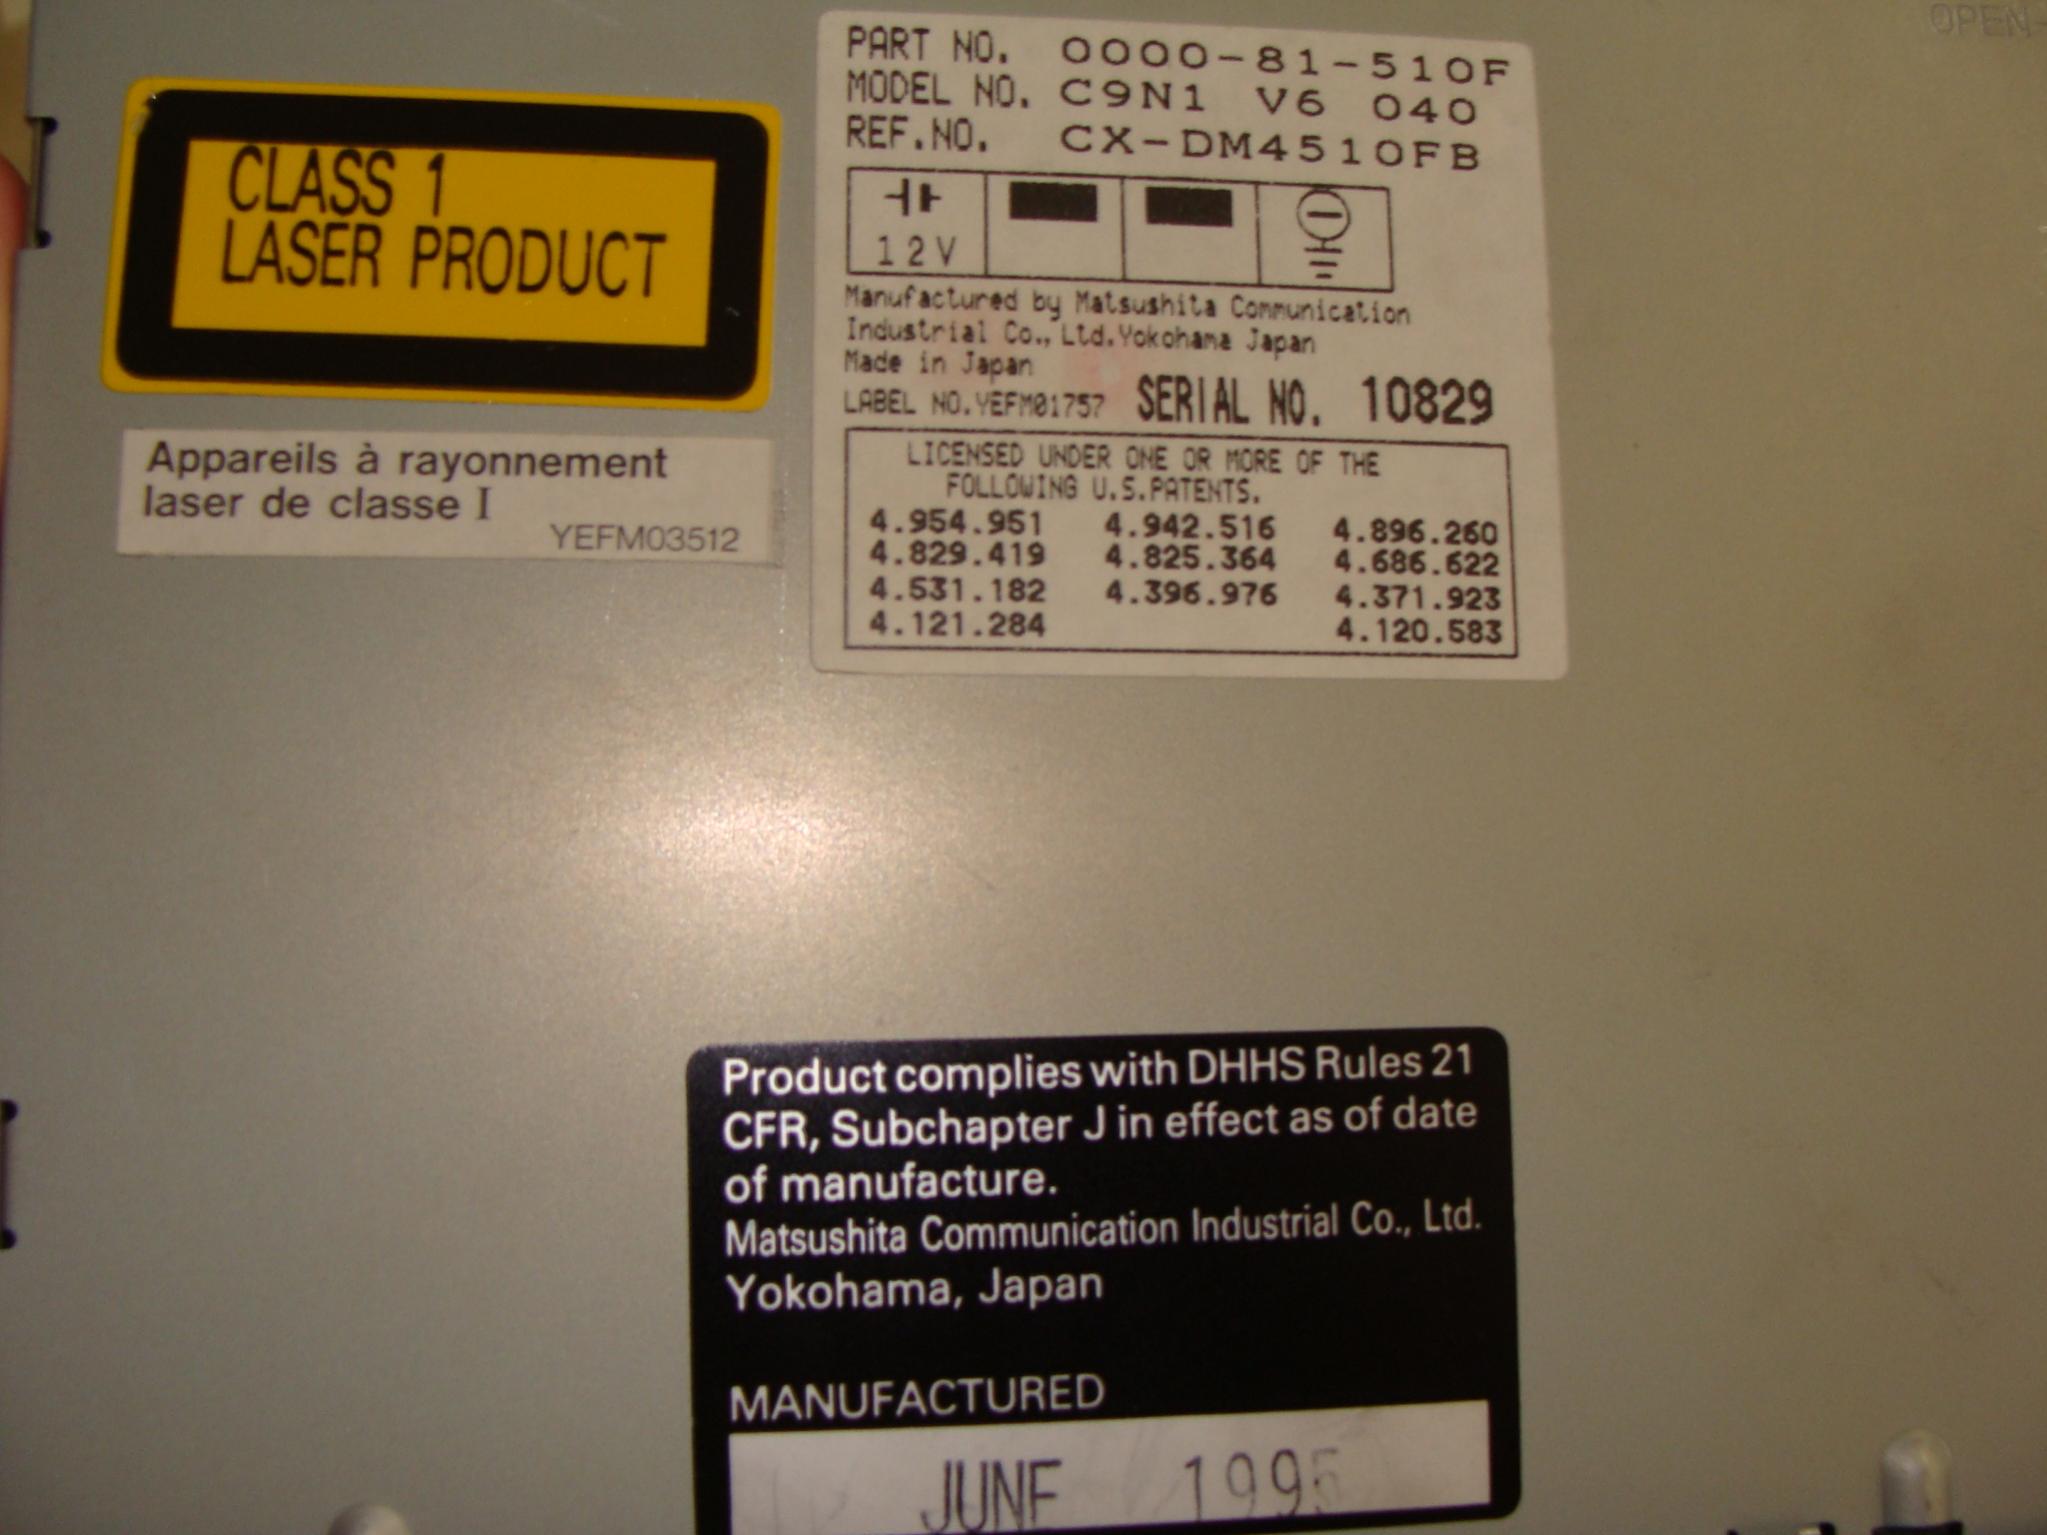 OPEN
CLASS 1
LASER PRODUCT
Appareils à rayonnement
laser de classe I
YEFM03512
PART NO. 0000-81-510F
MODEL NO. C9N1 V6 040
REF.NO. CX-DM4510FB
12V
Manufactured by Matsushita Communication
Industrial Co., Ltd.Yokohama Japan
Made in Japan
LABEL NO.YEFM01757 SERIAL NO. 10829
LICENSED UNDER ONE OR MORE OF THE
FOLLOWING U.S.PATENTS.
4.954.951 4.942.516 4.896.260
4.829.419 4.825.364 4.686.622
4.531.182 4.396.976 4.371.923
4.121.284 4.120.583
Product complies with DHHS Rules 21
CFR, Subchapter J in effect as of date
of manufacture.
Matsushita Communication Industrial Co., Ltd.
Yokohama, Japan
MANUFACTURED
JUNE 1995